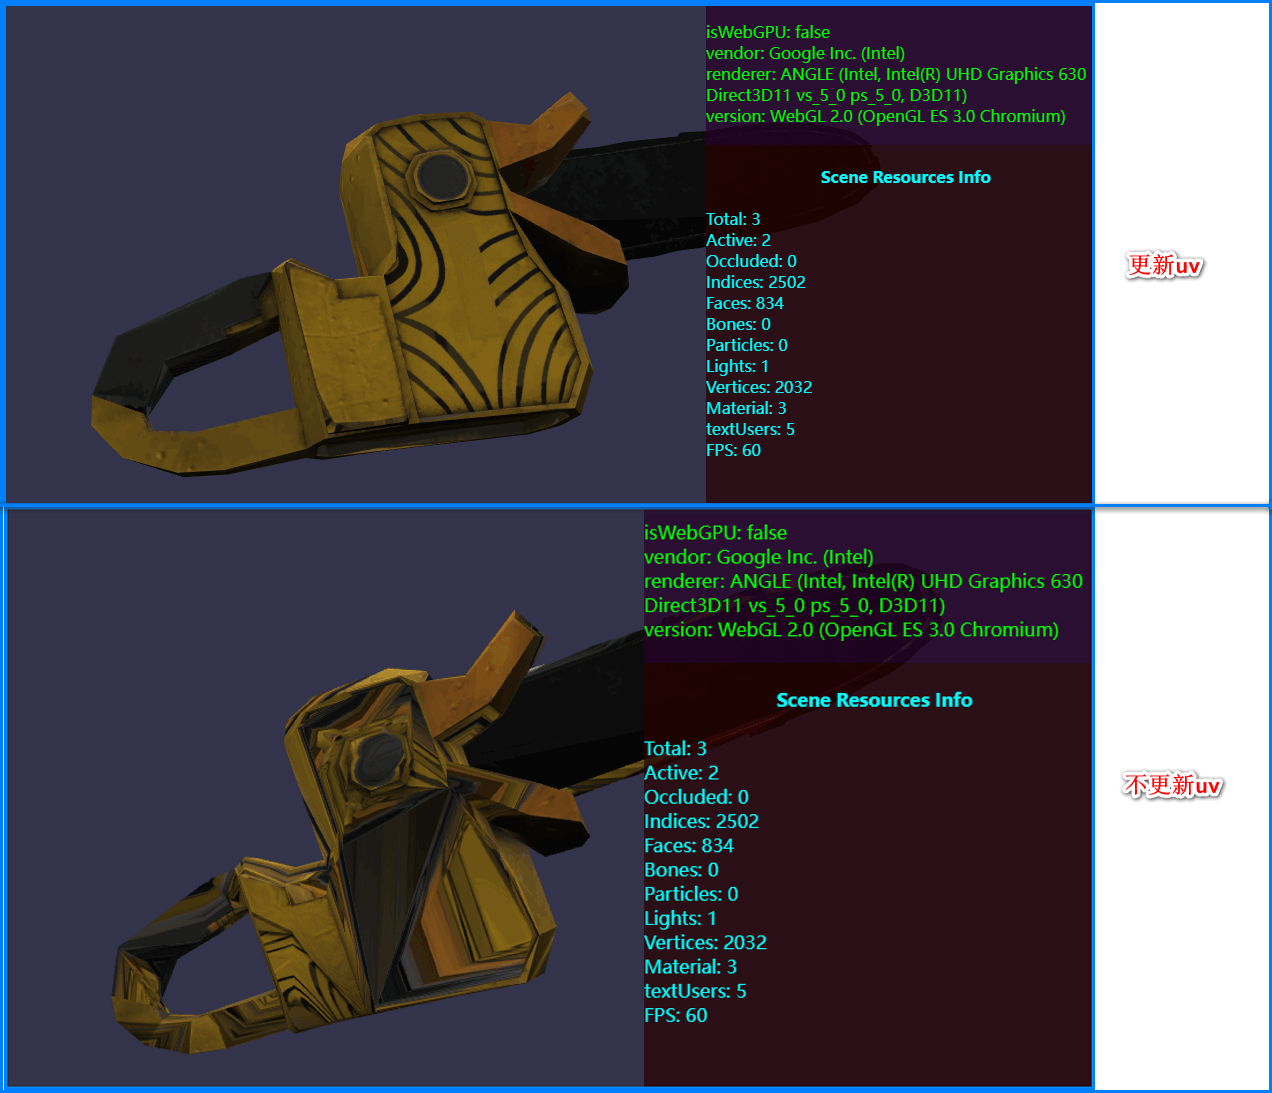 isWebGPU: false
vendor: Google Inc. (Intel)
renderer: ANGLE (Intel, Intel(R) UHD Graphics 630
Direct3D11 vs_5_0 ps_5_0, D3D11)
version: WebGL 2.0 (OpenGL ES 3.0 Chromium)
Scene Resources Info
Total: 3
Active: 2
Occluded: 0
Indices: 2502
Faces: 834
Bones: 0
Particles: 0
Lights: 1
Vertices: 2032
Material: 3
textUsers: 5
FPS: 60
更新uv
isWebGPU: false
vendor: Google Inc. (Intel)
renderer: ANGLE (Intel, Intel(R) UHD Graphics 630
Direct3D11 vs_5_0 ps_5_0, D3D11)
version: WebGL 2.0 (OpenGL ES 3.0 Chromium)
Scene Resources Info
Total: 3
Active: 2
Occluded: 0
Indices: 2502
Faces: 834
Bones: 0
Particles: 0
Lights: 1
Vertices: 2032
Material: 3
textUsers: 5
FPS: 60
不更新uv